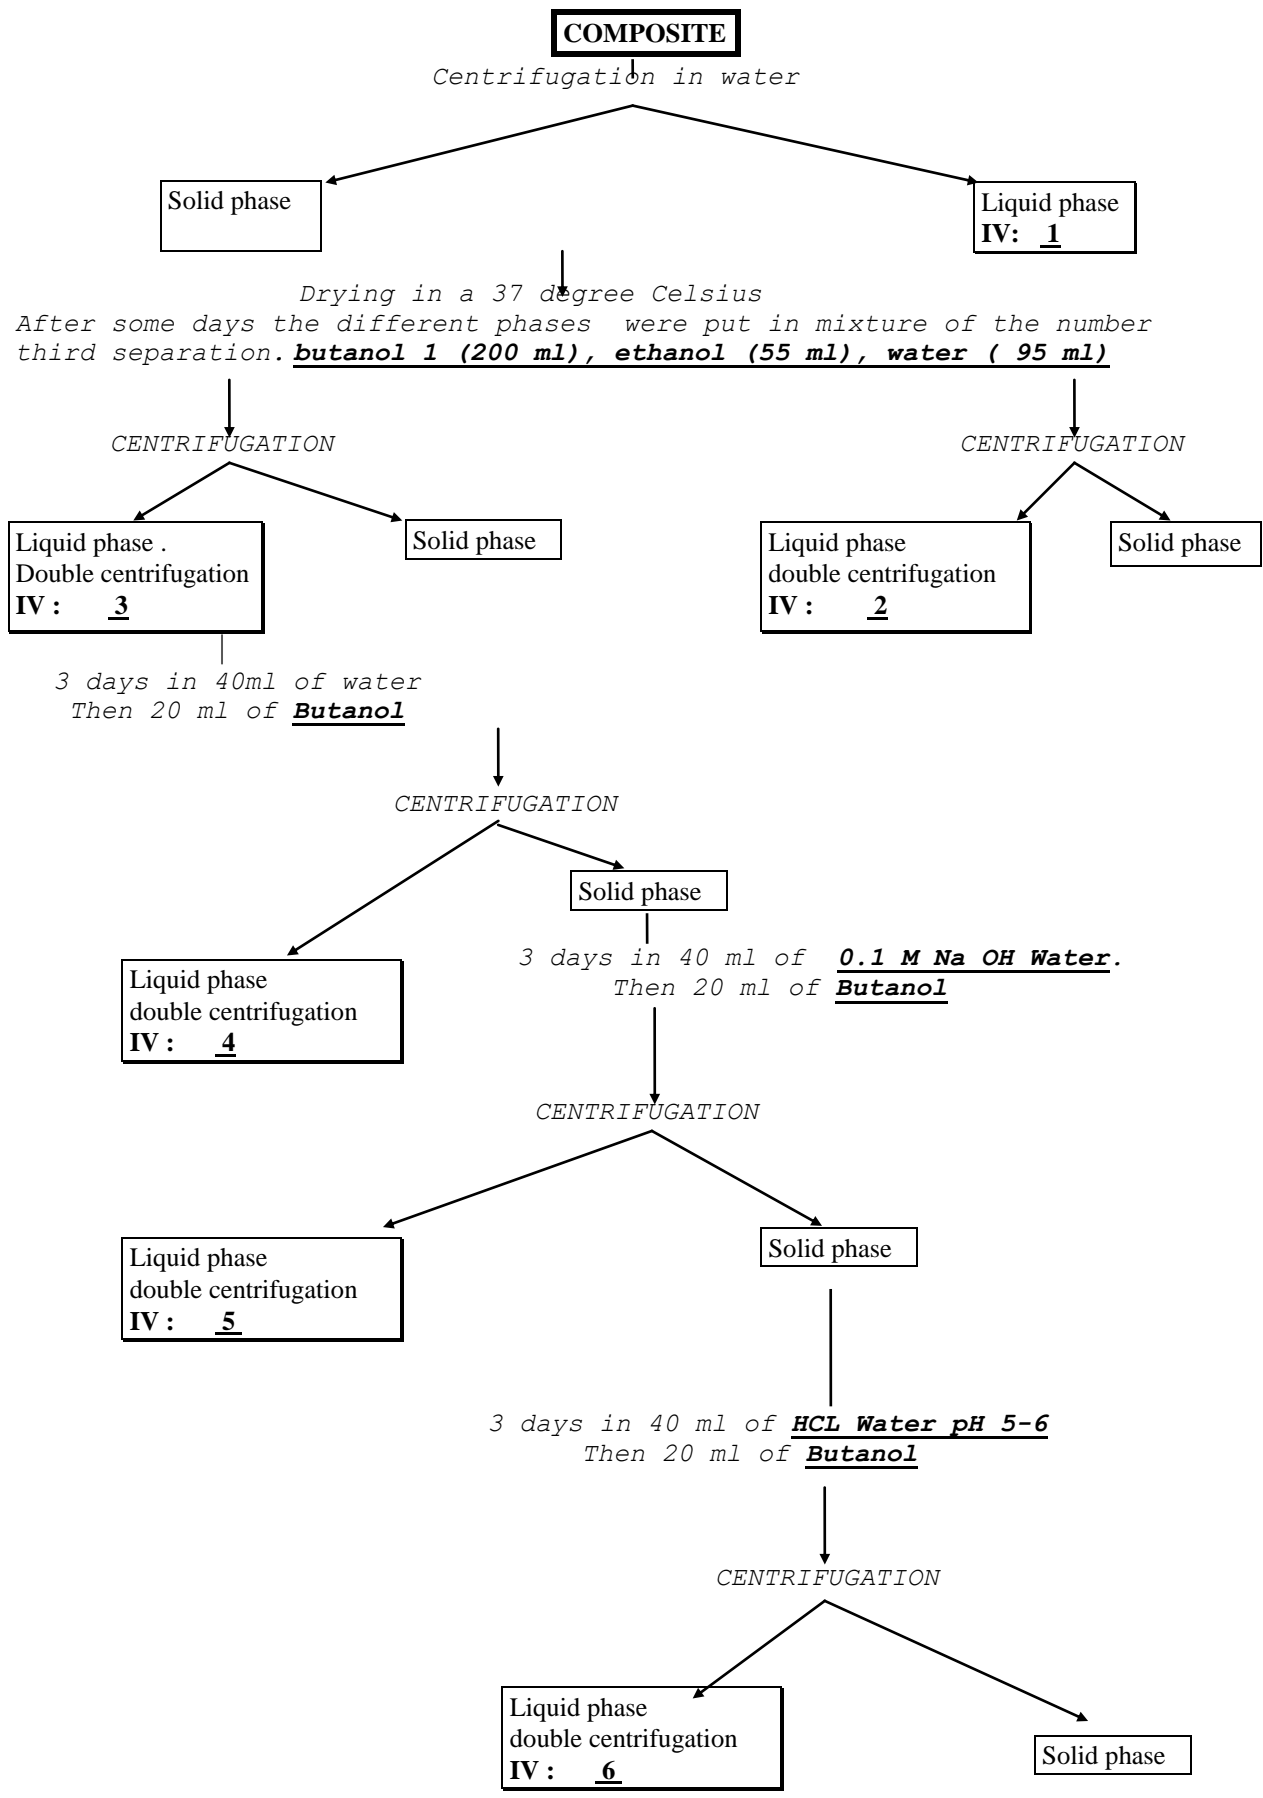 COMPOSITE
Centrifugation in water
Solid phase
Liquid phase
IV: 1
Drying in a 37 degree Celsius
After some days the different phases were put in mixture of the number
third separation. butanol 1 (200 ml), ethanol (55 ml), water ( 95 ml)
CENTRIFUGATION
CENTRIFUGATION
Liquid phase .
Double centrifugation
IV : 3
Solid phase
Liquid phase
double centrifugation
IV : 2
Solid phase
3 days in 40ml of water
Then 20 ml of Butanol
CENTRIFUGATION
Solid phase
3 days in 40 ml of 0.1 M Na OH Water.
Then 20 ml of Butanol
Liquid phase
double centrifugation
IV : 4
CENTRIFUGATION
Liquid phase
double centrifugation
IV : 5
Solid phase
3 days in 40 ml of HCL Water pH 5-6
Then 20 ml of Butanol
CENTRIFUGATION
Liquid phase
double centrifugation
IV : 6
Solid phase